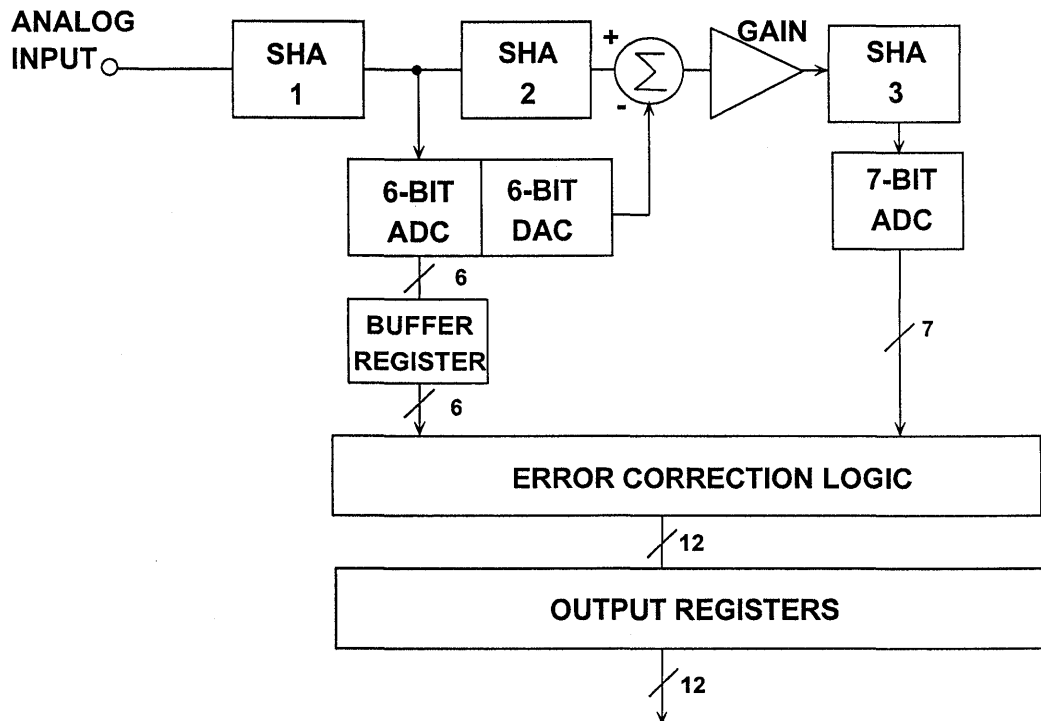 ANALOG
INPUT
SHA
1
SHA
2
+
Σ
-
GAIN
SHA
3
6-BIT
ADC
6-BIT
DAC
7-BIT
ADC
6
BUFFER
REGISTER
6
7
ERROR CORRECTION LOGIC
12
OUTPUT REGISTERS
12